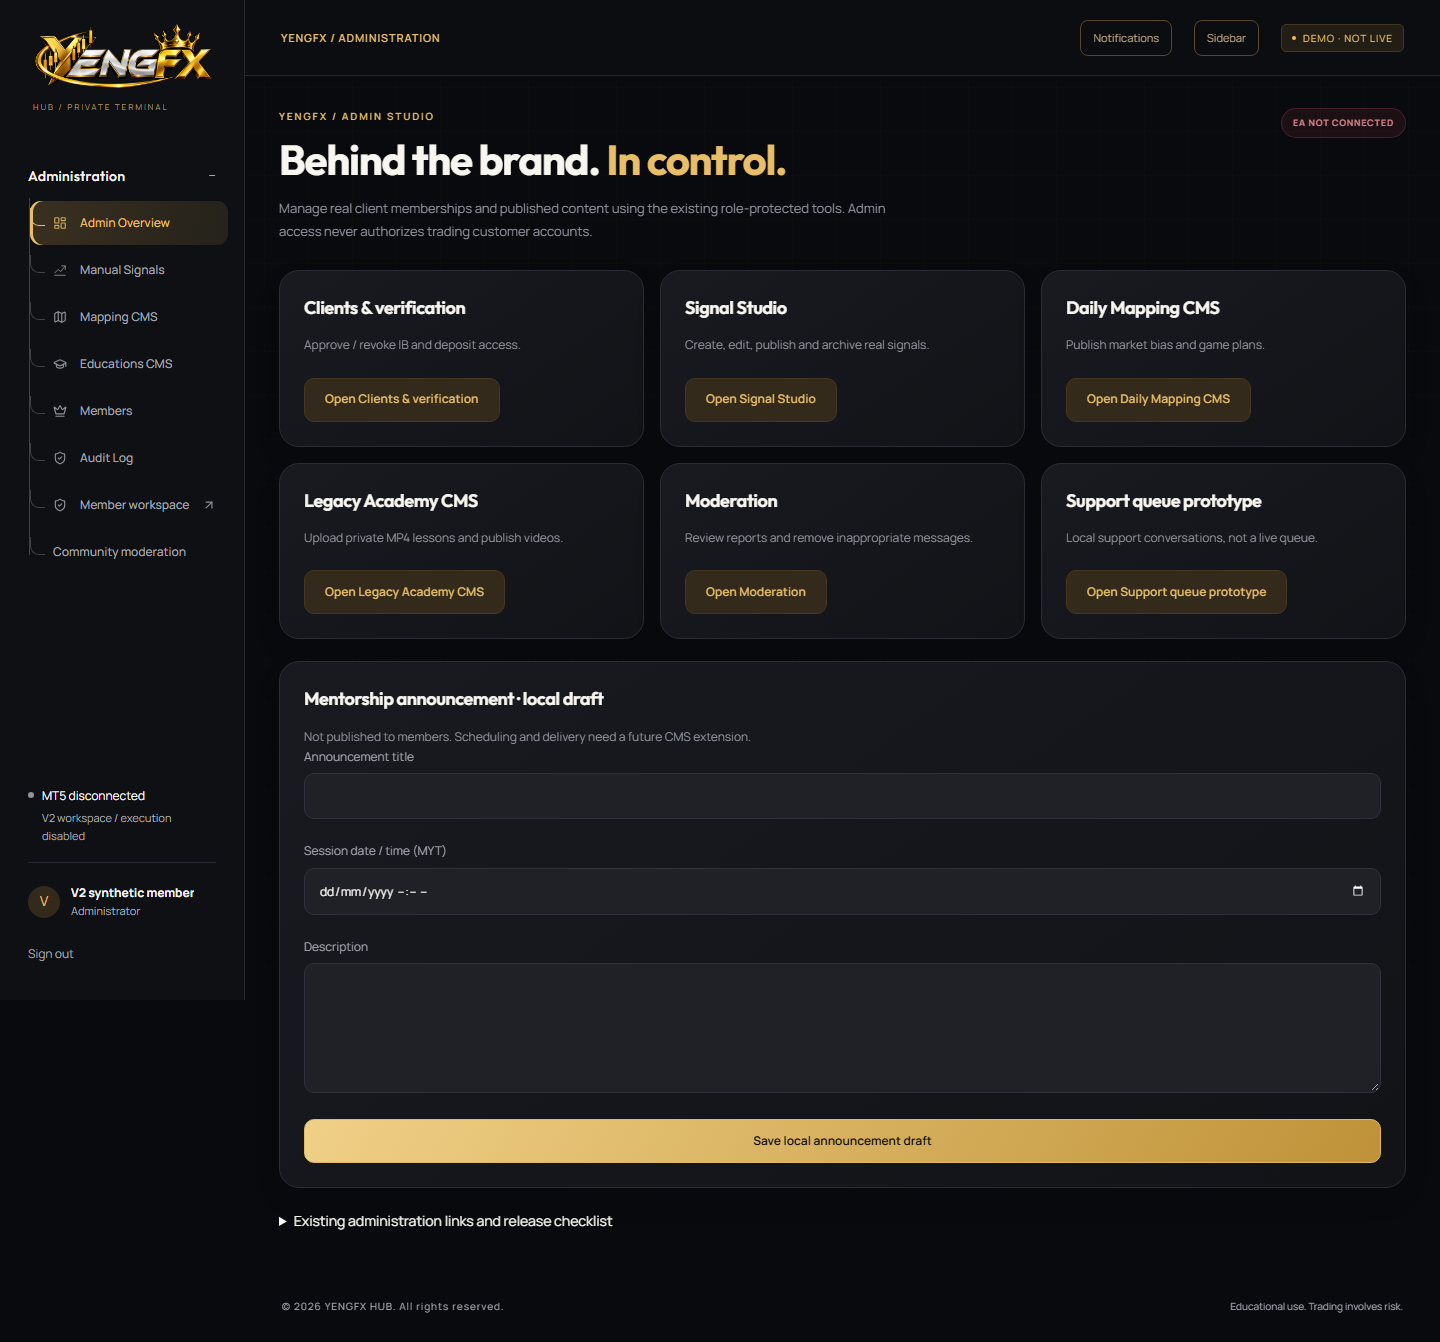 YENGFX
HUB / PRIVATE TERMINAL
Administration
Admin Overview
Manual Signals
Mapping CMS
Educations CMS
Members
Audit Log
Member workspace
Community moderation
MT5 disconnected
V2 workspace / execution
disabled
V
V2 synthetic member
Administrator
Sign out
YENGFX / ADMINISTRATION
Notifications
Sidebar
DEMO · NOT LIVE
YENGFX / ADMIN STUDIO
EA NOT CONNECTED
Behind the brand. In control.
Manage real client memberships and published content using the existing role-protected tools. Admin
access never authorizes trading customer accounts.
Clients & verification
Approve / revoke IB and deposit access.
Open Clients & verification
Signal Studio
Create, edit, publish and archive real signals.
Open Signal Studio
Daily Mapping CMS
Publish market bias and game plans.
Open Daily Mapping CMS
Legacy Academy CMS
Upload private MP4 lessons and publish videos.
Open Legacy Academy CMS
Moderation
Review reports and remove inappropriate messages.
Open Moderation
Support queue prototype
Local support conversations, not a live queue.
Open Support queue prototype
Mentorship announcement · local draft
Not published to members. Scheduling and delivery need a future CMS extension.
Announcement title
Session date / time (MYT)
dd/mm/yyyy --:-- --
Description
Save local announcement draft
Existing administration links and release checklist
© 2026 YENGFX HUB. All rights reserved.
Educational use. Trading involves risk.